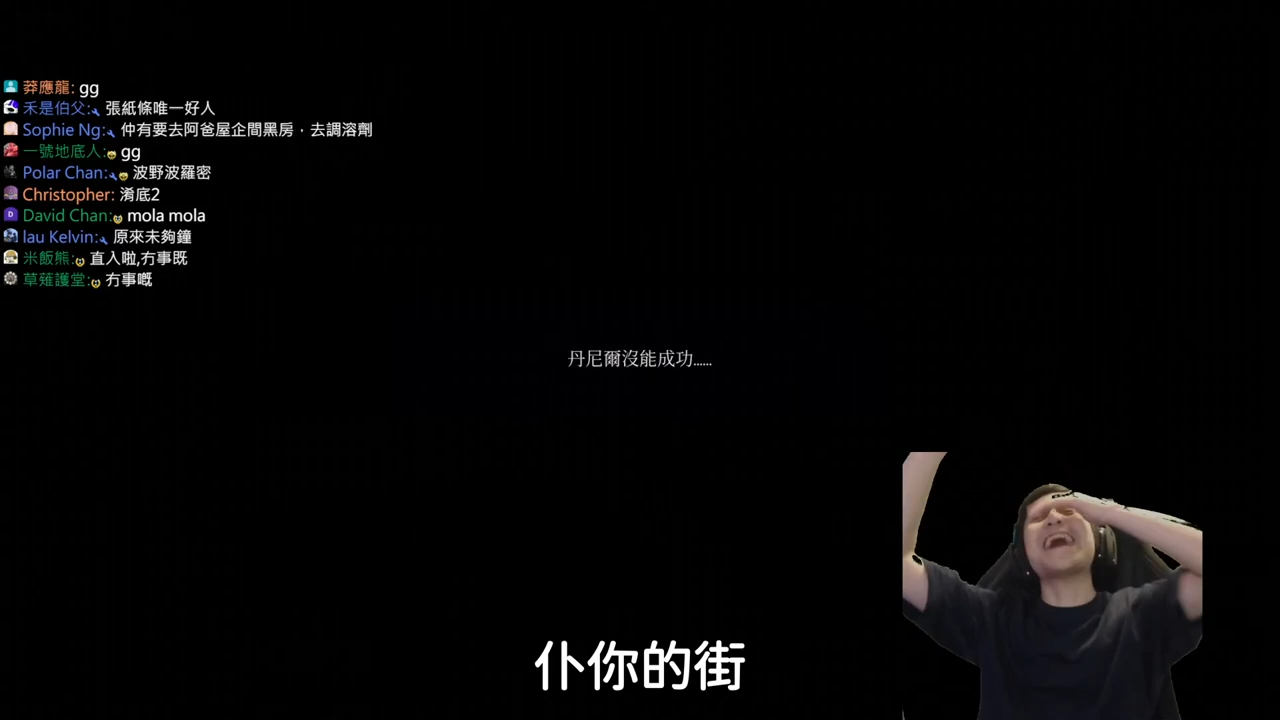 莽應龍: gg
禾是伯父: 張紙條唯一好人
Sophie Ng: 仲有要去阿爸屋企間黑房，去調溶劑
一號地底人: gg
Polar Chan: 波野波羅密
Christopher: 淆底2
David Chan: mola mola
lau Kelvin: 原來未夠鐘
米飯熊: 直入啦,冇事既
草薙護堂: 冇事嘅
丹尼爾沒能成功......
仆你的街